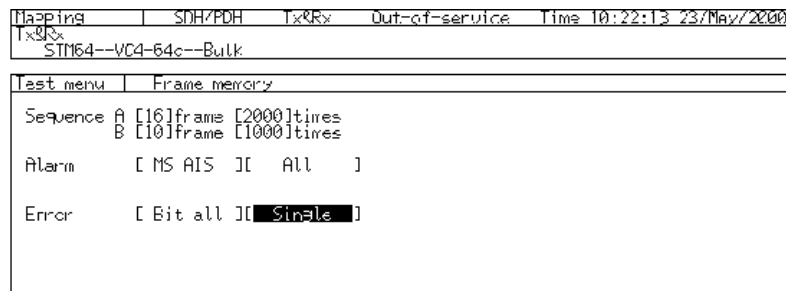 Mapping SDH/PDH Tx&Rx Out-of-service Time 10:22:13 23/May/2000
Tx&Rx
STM64--VC4-64c--Bulk
Test menu Frame memory
Sequence A [16]frame [2000]times
B [10]frame [1000]times
Alarm [ MS AIS ][ All ]
Error [ Bit all ][ Single ]